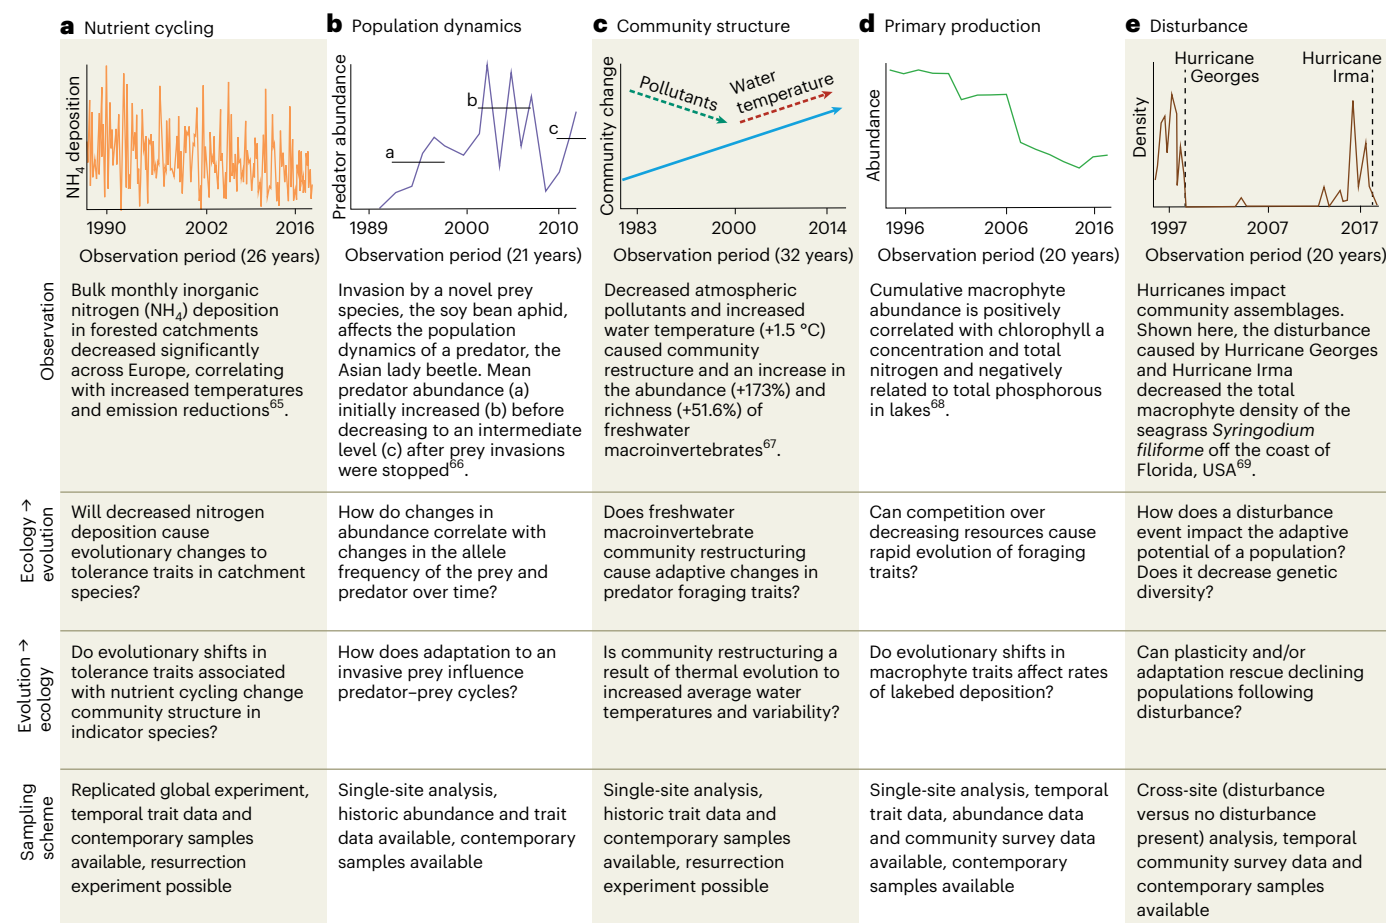 a Nutrient cycling
NH4 deposition
1990 2002 2016
Observation period (26 years)
b Population dynamics
Predator abundance
a
b
c
1989 2000 2010
Observation period (21 years)
c Community structure
Community change
Pollutants
Water
temperature
1983 2000 2014
Observation period (32 years)
d Primary production
Abundance
1996 2006 2016
Observation period (20 years)
e Disturbance
Density
Hurricane
Georges
Hurricane
Irma
1997 2007 2017
Observation period (20 years)
Observation
Bulk monthly inorganic
nitrogen (NH4) deposition
in forested catchments
decreased significantly
across Europe, correlating
with increased temperatures
and emission reductions65.
Invasion by a novel prey
species, the soy bean aphid,
affects the population
dynamics of a predator, the
Asian lady beetle. Mean
predator abundance (a)
initially increased (b) before
decreasing to an intermediate
level (c) after prey invasions
were stopped66.
Decreased atmospheric
pollutants and increased
water temperature (+1.5 °C)
caused community
restructure and an increase in
the abundance (+173%) and
richness (+51.6%) of
freshwater
macroinvertebrates67.
Cumulative macrophyte
abundance is positively
correlated with chlorophyll a
concentration and total
nitrogen and negatively
related to total phosphorous
in lakes68.
Hurricanes impact
community assemblages.
Shown here, the disturbance
caused by Hurricane Georges
and Hurricane Irma
decreased the total
macrophyte density of the
seagrass Syringodium
filiforme off the coast of
Florida, USA69.
Ecology →
evolution
Will decreased nitrogen
deposition cause
evolutionary changes to
tolerance traits in catchment
species?
How do changes in
abundance correlate with
changes in the allele
frequency of the prey and
predator over time?
Does freshwater
macroinvertebrate
community restructuring
cause adaptive changes in
predator foraging traits?
Can competition over
decreasing resources cause
rapid evolution of foraging
traits?
How does a disturbance
event impact the adaptive
potential of a population?
Does it decrease genetic
diversity?
Evolution →
ecology
Do evolutionary shifts in
tolerance traits associated
with nutrient cycling change
community structure in
indicator species?
How does adaptation to an
invasive prey influence
predator–prey cycles?
Is community restructuring a
result of thermal evolution to
increased average water
temperatures and variability?
Do evolutionary shifts in
macrophyte traits affect rates
of lakebed deposition?
Can plasticity and/or
adaptation rescue declining
populations following
disturbance?
Sampling
scheme
Replicated global experiment,
temporal trait data and
contemporary samples
available, resurrection
experiment possible
Single-site analysis,
historic abundance and trait
data available, contemporary
samples available
Single-site analysis,
historic trait data and
contemporary samples
available, resurrection
experiment possible
Single-site analysis, temporal
trait data, abundance data
and community survey data
available, contemporary
samples available
Cross-site (disturbance
versus no disturbance
present) analysis, temporal
community survey data and
contemporary samples
available